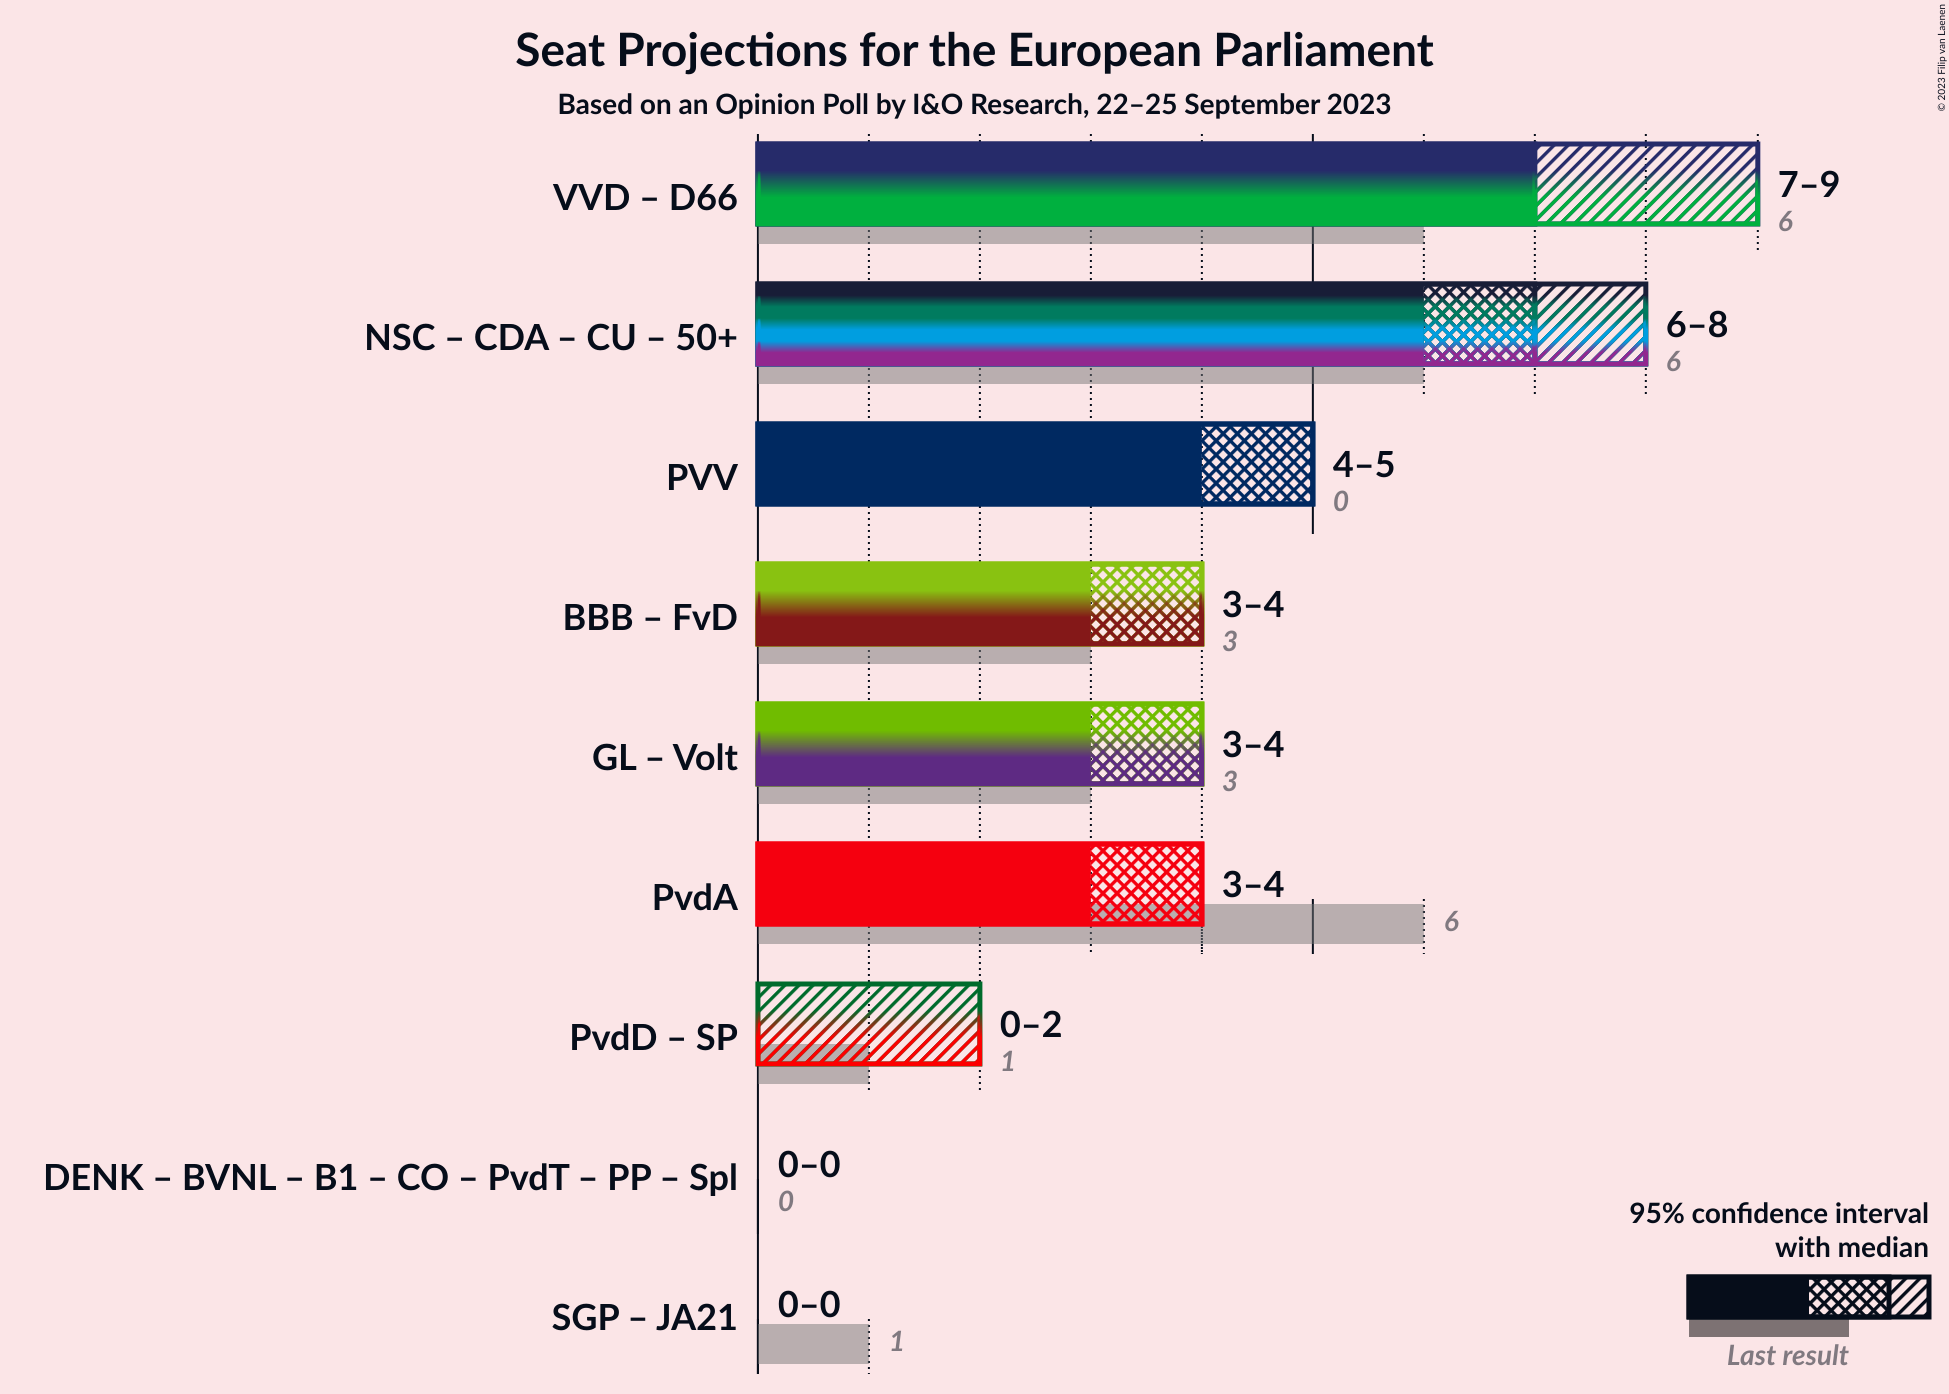 Seat Projections for the European Parliament
Based on an Opinion Poll by I&O Research, 22–25 September 2023
© 2023 Filip van Laenen
VVD – D66
7–9
6
NSC – CDA – CU – 50+
6–8
6
PVV
4–5
0
BBB – FvD
3–4
3
GL – Volt
3–4
3
PvdA
3–4
6
PvdD – SP
0–2
1
DENK – BVNL – B1 – CO – PvdT – PP – Spl
0–0
0
SGP – JA21
0–0
1
95% confidence interval
with median
Last result